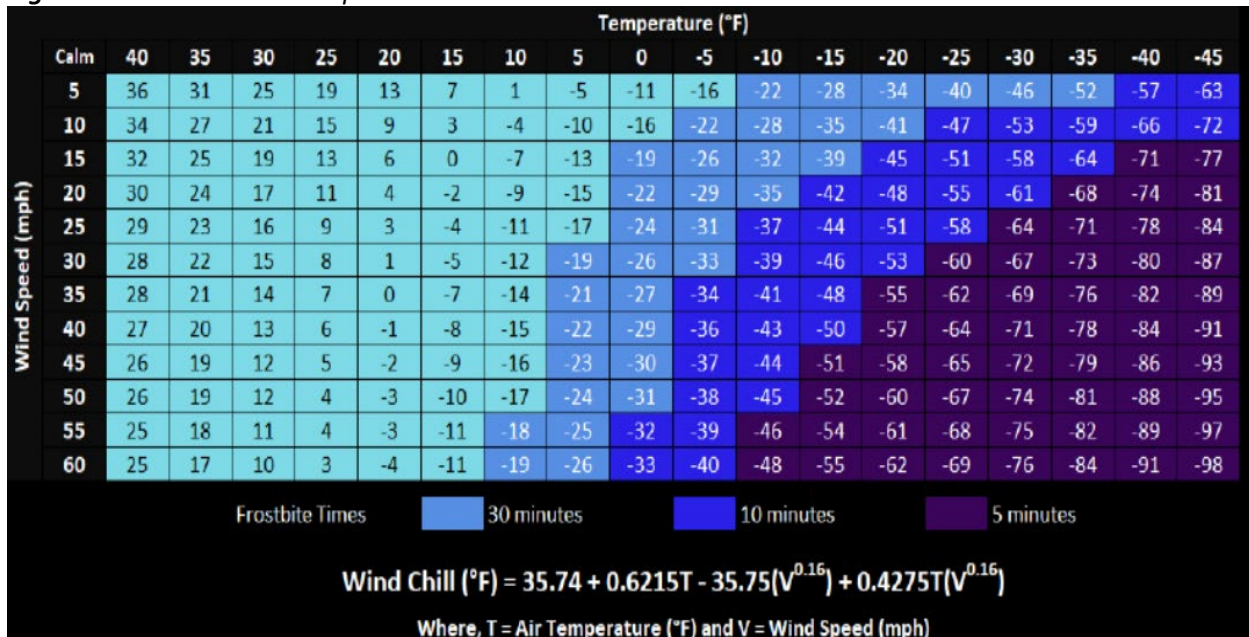 Temperature (°F)
Calm 40 35 30 25 20 15 10 5 0 -5 -10 -15 -20 -25 -30 -35 -40 -45
5 36 31 25 19 13 7 1 -5 -11 -16 -22 -28 -34 -40 -46 -52 -57 -63
10 34 27 21 15 9 3 -4 -10 -16 -22 -28 -35 -41 -47 -53 -59 -66 -72
15 32 25 19 13 6 0 -7 -13 -19 -26 -32 -39 -45 -51 -58 -64 -71 -77
20 30 24 17 11 4 -2 -9 -15 -22 -29 -35 -42 -48 -55 -61 -68 -74 -81
25 29 23 16 9 3 -4 -11 -17 -24 -31 -37 -44 -51 -58 -64 -71 -78 -84
30 28 22 15 8 1 -5 -12 -19 -26 -33 -39 -46 -53 -60 -67 -73 -80 -87
35 28 21 14 7 0 -7 -14 -21 -27 -34 -41 -48 -55 -62 -69 -76 -82 -89
40 27 20 13 6 -1 -8 -15 -22 -29 -36 -43 -50 -57 -64 -71 -78 -84 -91
45 26 19 12 5 -2 -9 -16 -23 -30 -37 -44 -51 -58 -65 -72 -79 -86 -93
50 26 19 12 4 -3 -10 -17 -24 -31 -38 -45 -52 -60 -67 -74 -81 -88 -95
55 25 18 11 4 -3 -11 -18 -25 -32 -39 -46 -54 -61 -68 -75 -82 -89 -97
60 25 17 10 3 -4 -11 -19 -26 -33 -40 -48 -55 -62 -69 -76 -84 -91 -98
Wind Speed (mph)
Frostbite Times 30 minutes 10 minutes 5 minutes
Wind Chill (°F) = 35.74 + 0.6215T - 35.75(V^0.16) + 0.4275T(V^0.16)
Where, T = Air Temperature (°F) and V = Wind Speed (mph)